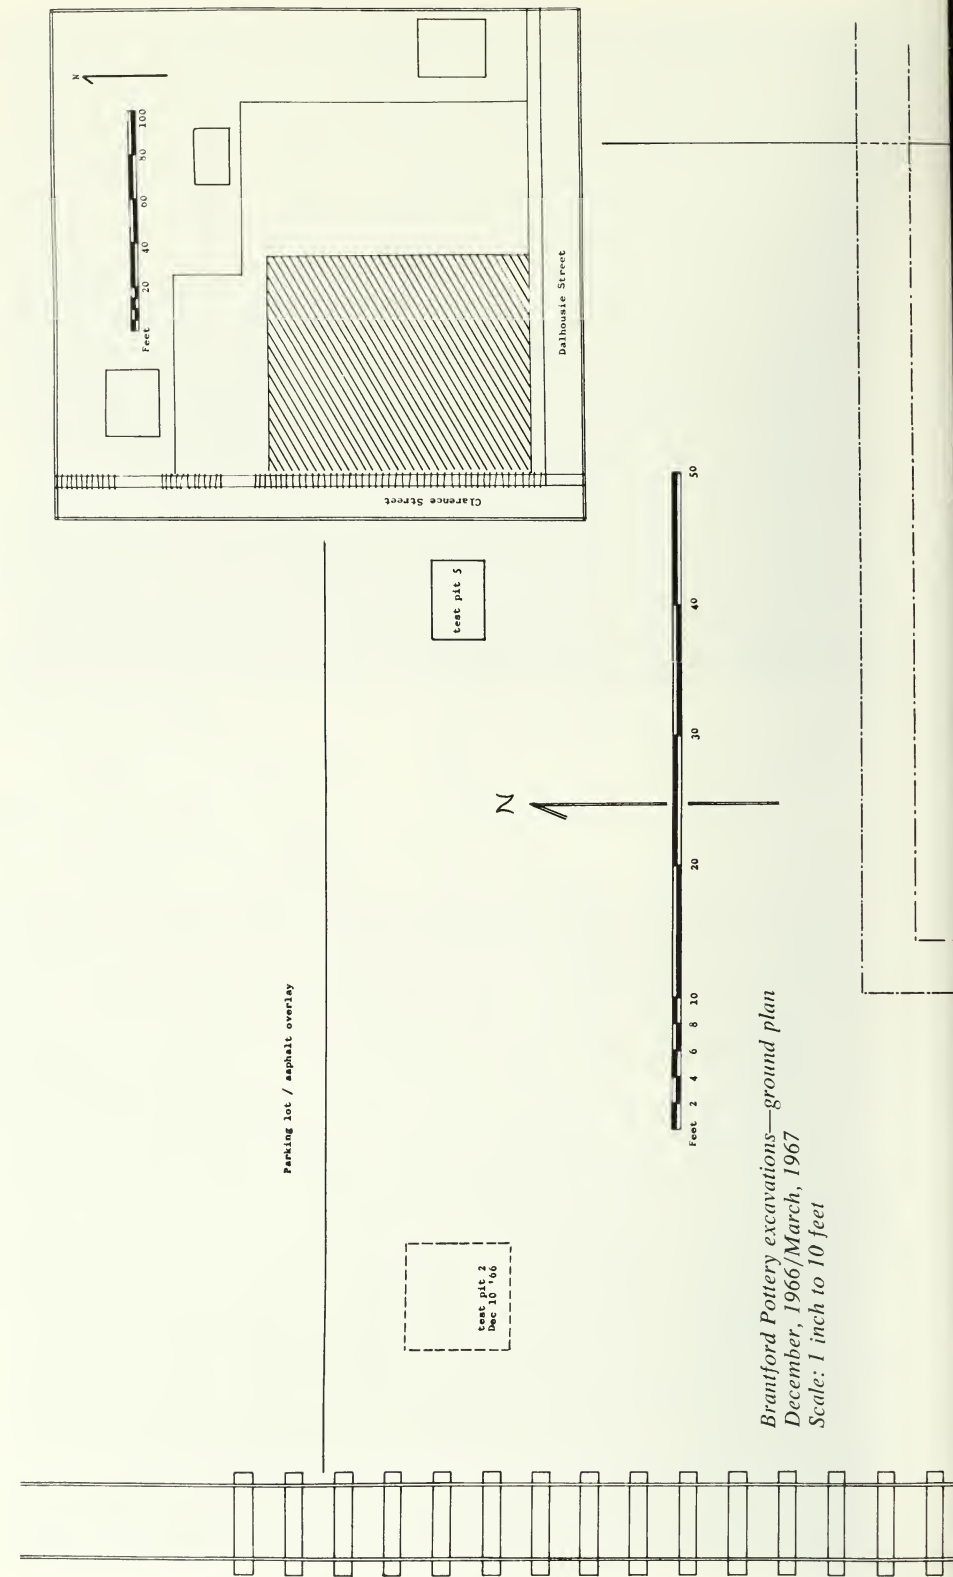 N
Feet 20 40 60 80 100
Dalhousie Street
Clarence Street
test pit 5
N
Parking lot / asphalt overlay
Feet 2 4 6 8 10 20 30 40 50
test pit 2
Dec 10 '66
Brantford Pottery excavations—ground plan
December, 1966/March, 1967
Scale: 1 inch to 10 feet